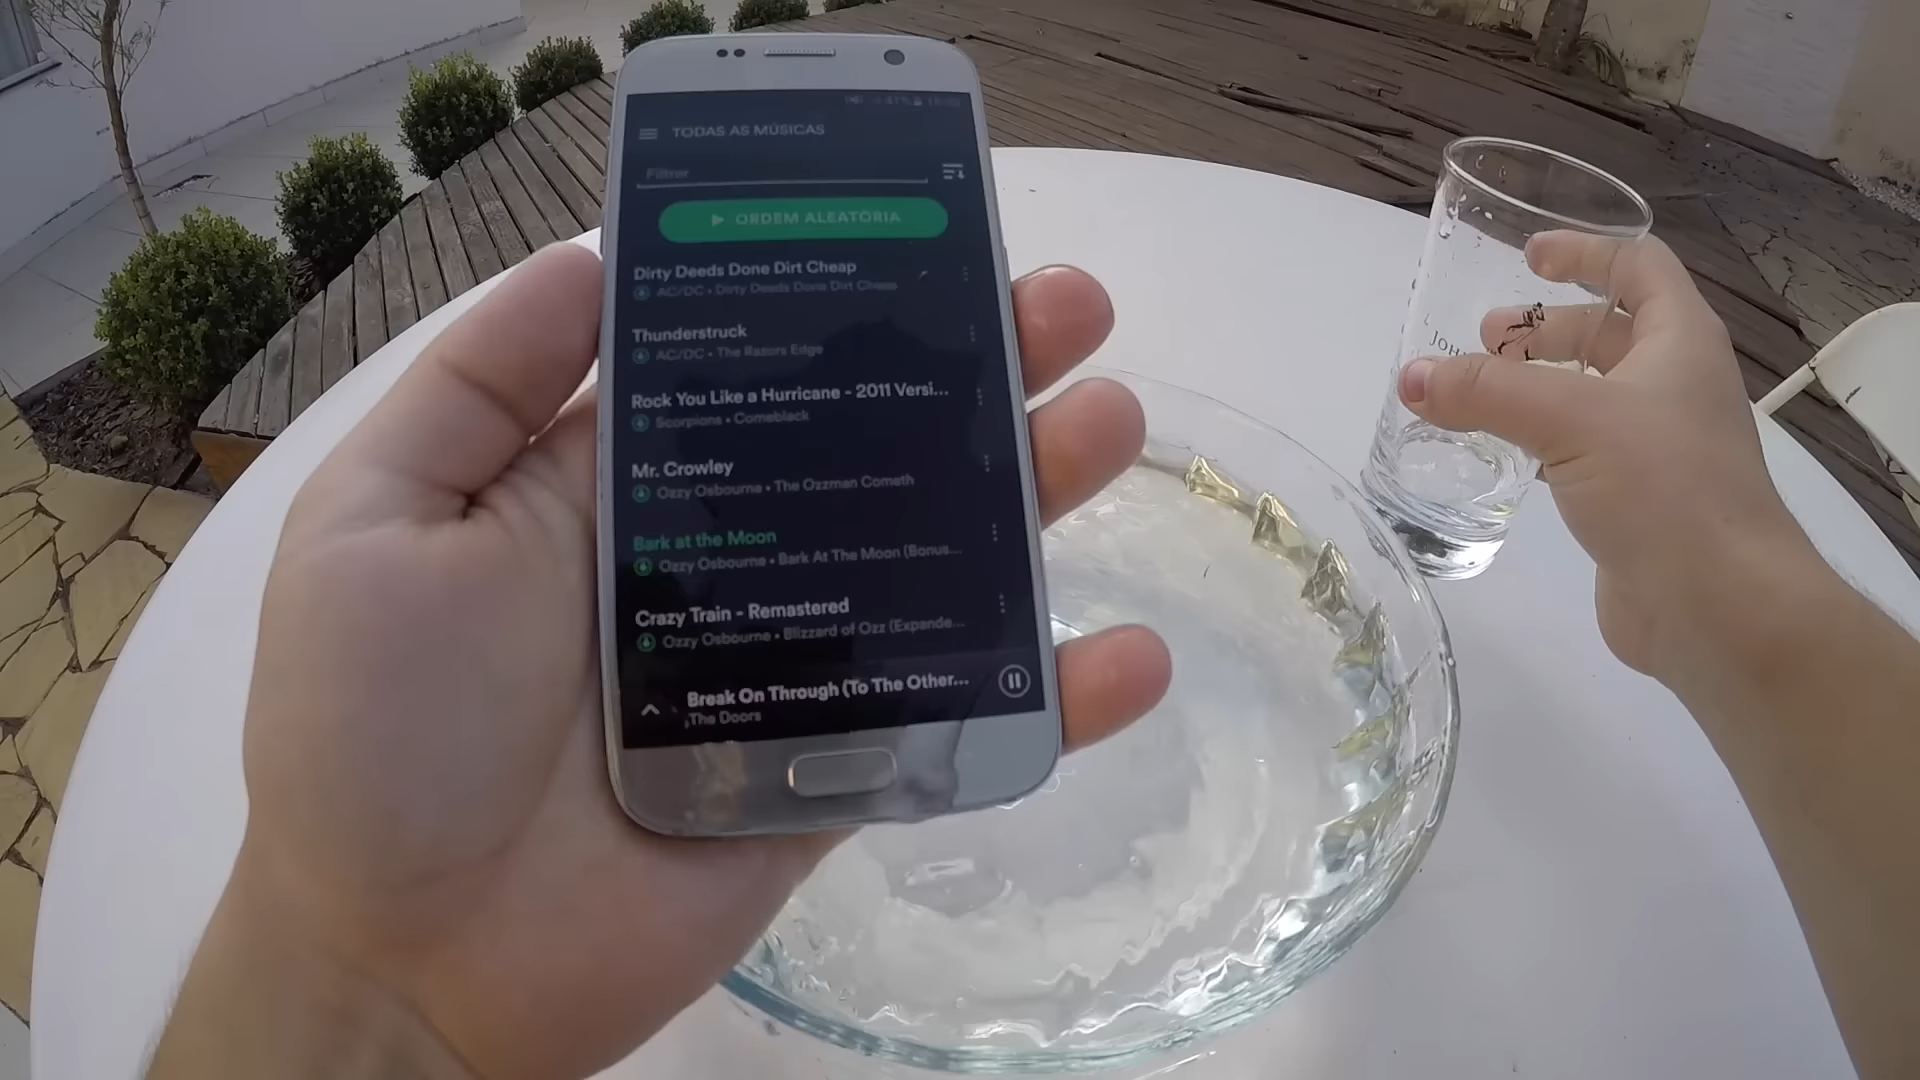 TODAS AS MÚSICAS
Filtrar
ORDEM ALEATÓRIA
Dirty Deeds Done Dirt Cheap
AC/DC • Dirty Deeds Done Dirt Cheap
Thunderstruck
AC/DC • The Razors Edge
Rock You Like a Hurricane - 2011 Versi...
Scorpions • Comeblack
Mr. Crowley
Ozzy Osbourne • The Ozzman Cometh
Bark at the Moon
Ozzy Osbourne • Bark At The Moon (Bonus...
Crazy Train - Remastered
Ozzy Osbourne • Blizzard of Ozz (Expande...
Break On Through (To The Other...
The Doors